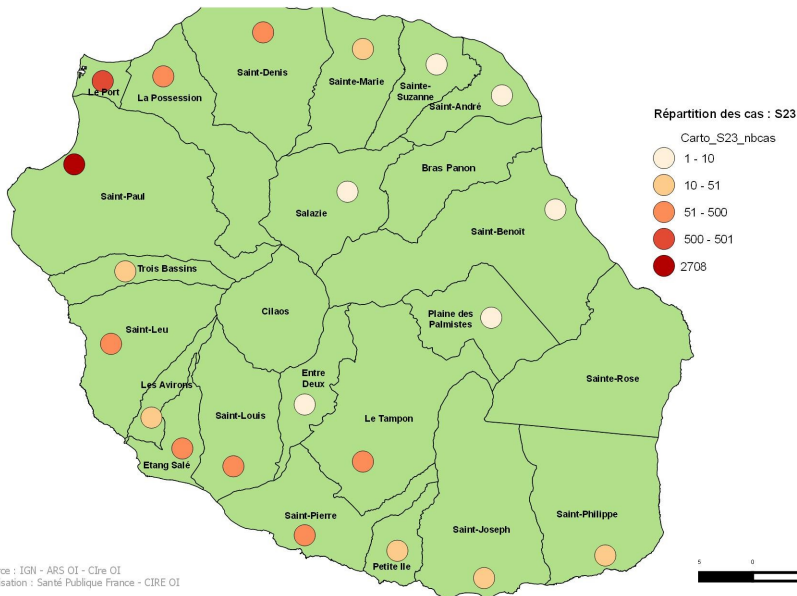 Saint-Denis
Sainte-Marie
Sainte-
Suzanne
Saint-André
Le Port
La Possession
Répartition des cas : S23
Carto_S23_nbcas
1 - 10
10 - 51
51 - 500
500 - 501
2708
Bras Panon
Saint-Paul
Salazie
Saint-Benoît
Trois Bassins
Cilaos
Plaine des
Palmistes
Saint-Leu
Entre
Deux
Sainte-Rose
Les Avirons
Saint-Louis
Le Tampon
Etang Salé
Saint-Pierre
Saint-Joseph
Saint-Philippe
Petite Ile
rce : IGN - ARS OI - CIre OI
isation : Santé Publique France - CIRE OI
5 0